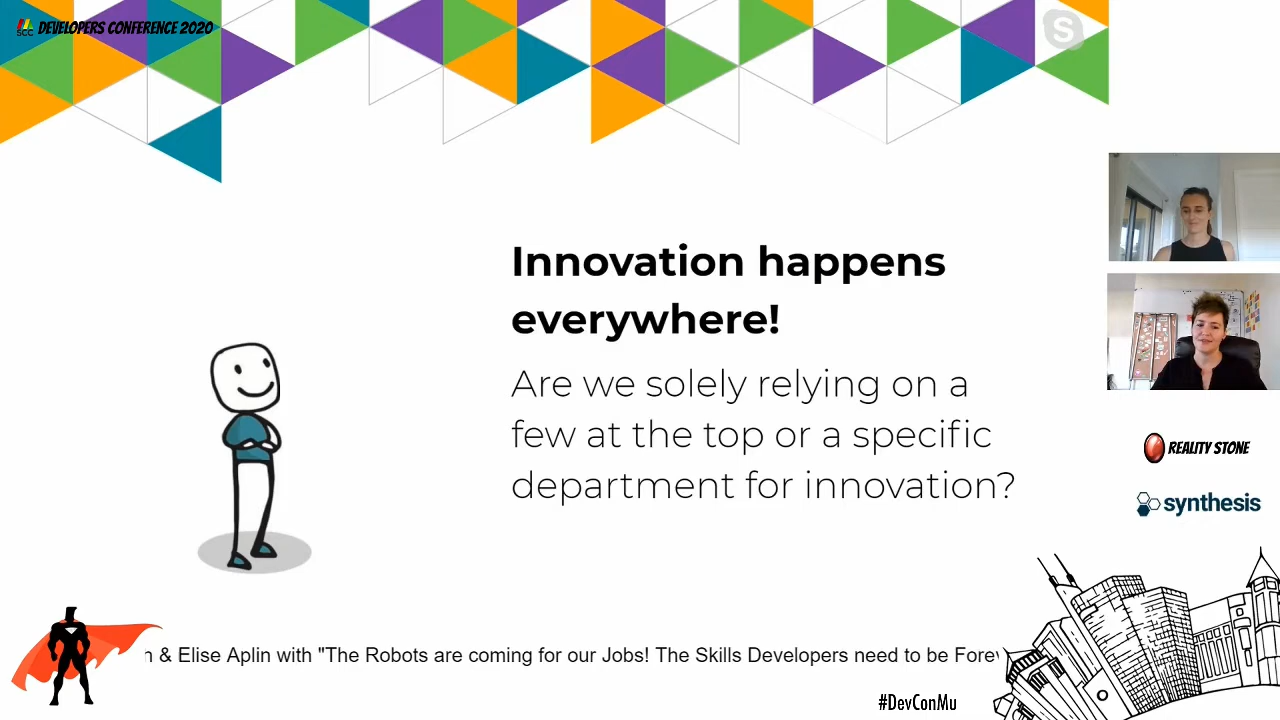 SCC DEVELOPERS CONFERENCE 2020
S
Innovation happens
everywhere!
Are we solely relying on a
few at the top or a specific
department for innovation?
REALITY STONE
synthesis
& Elise Aplin with "The Robots are coming for our Jobs! The Skills Developers need to be
#DevConMu